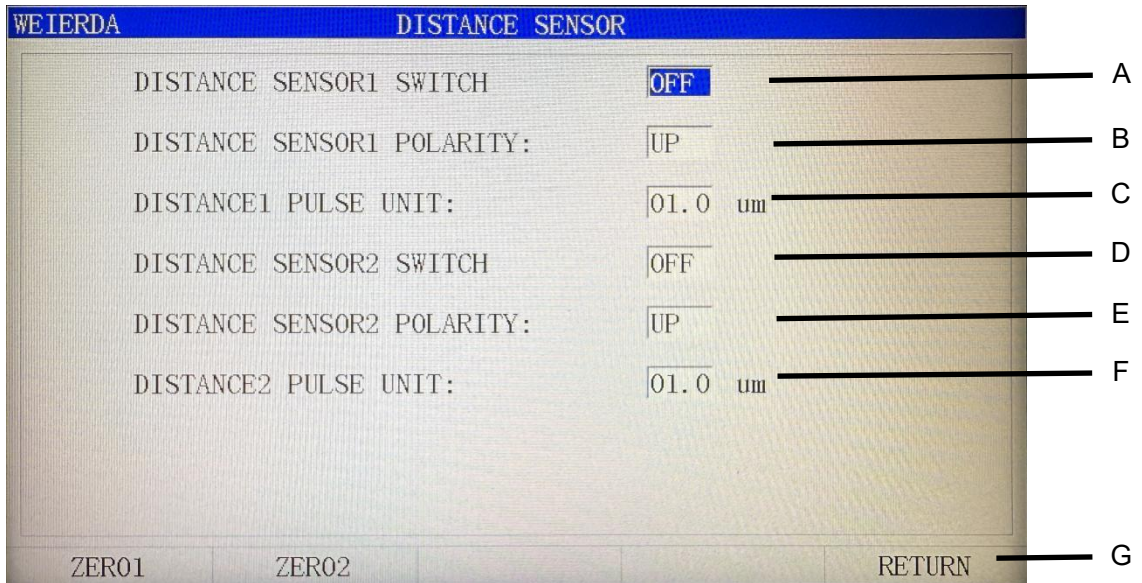 WEIERDA DISTANCE SENSOR
DISTANCE SENSOR1 SWITCH OFF A
DISTANCE SENSOR1 POLARITY: UP B
DISTANCE1 PULSE UNIT: 01.0 um C
DISTANCE SENSOR2 SWITCH OFF D
DISTANCE SENSOR2 POLARITY: UP E
DISTANCE2 PULSE UNIT: 01.0 um F
ZERO1 ZERO2 RETURN G